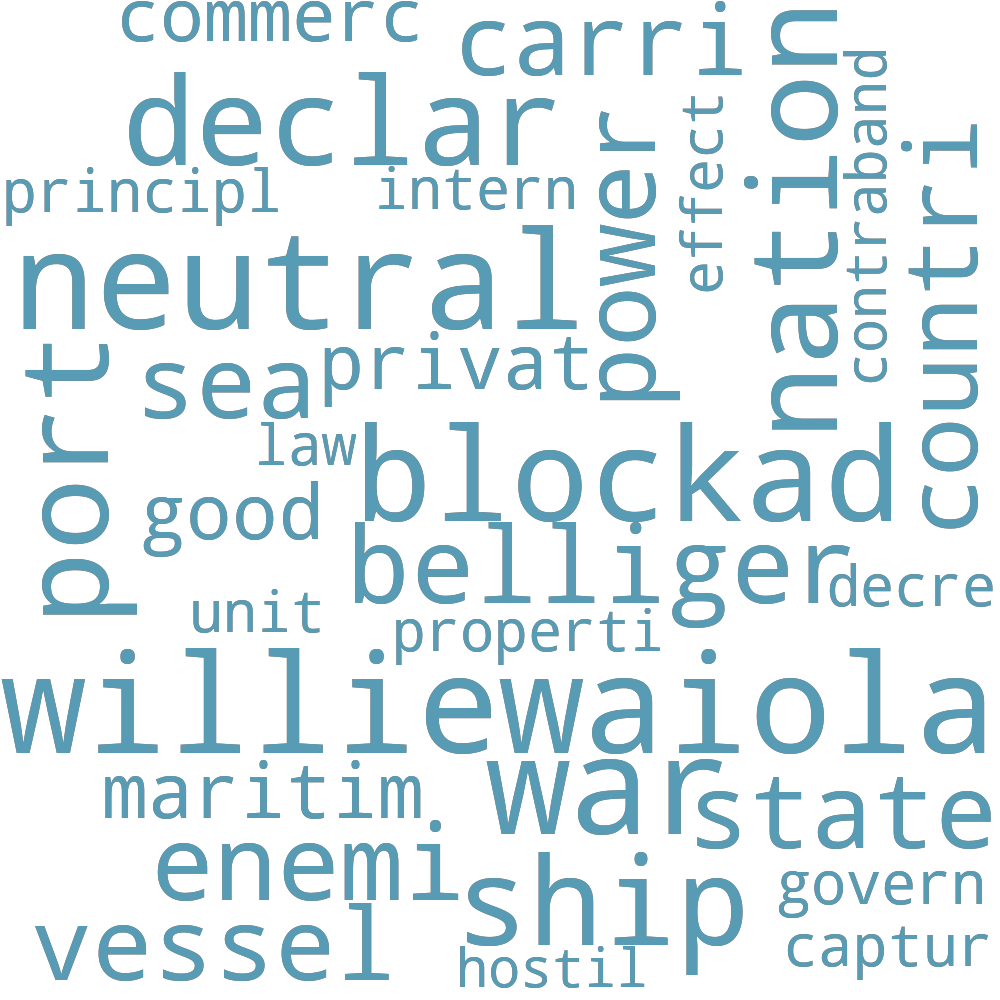 commerc
carri
declar
nation
contraband
effect
power
countri
principl
intern
neutral
port
sea
privat
law
blockad
good
belliger
decre
unit
properti
williewaiola
war
maritim
state
enemi
ship
govern
vessel
captur
hostil